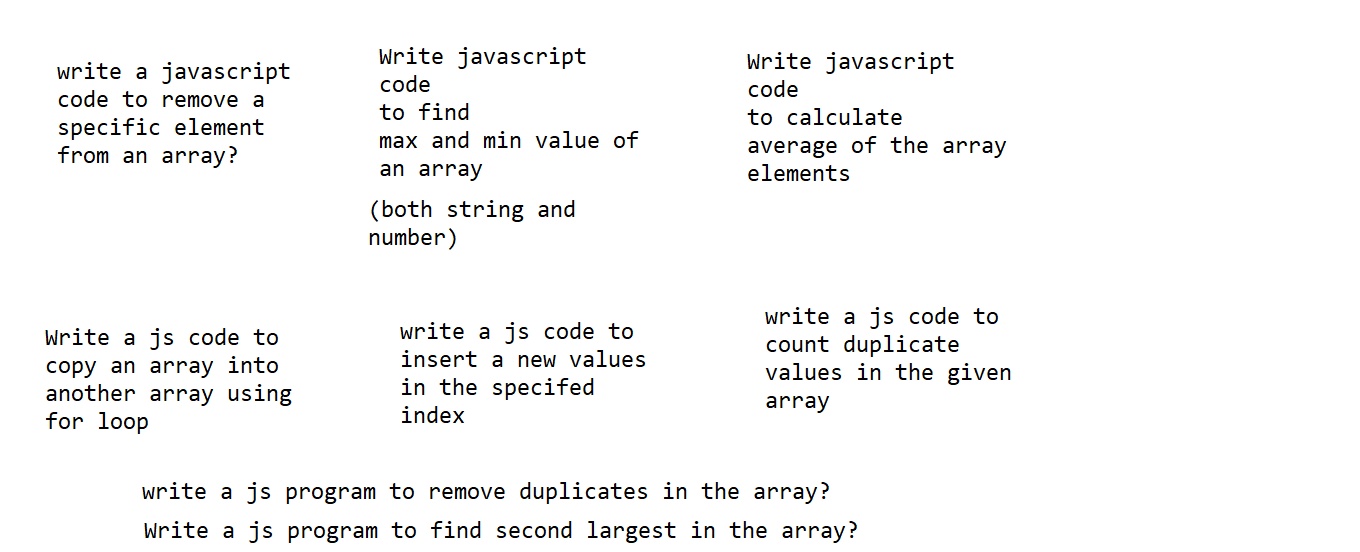 write a javascript
code to remove a
specific element
from an array?
Write javascript
code
to find
max and min value of
an array
(both string and
number)
Write javascript
code
to calculate
average of the array
elements
Write a js code to
copy an array into
another array using
for loop
write a js code to
insert a new values
in the specifed
index
write a js code to
count duplicate
values in the given
array
write a js program to remove duplicates in the array?
Write a js program to find second largest in the array?